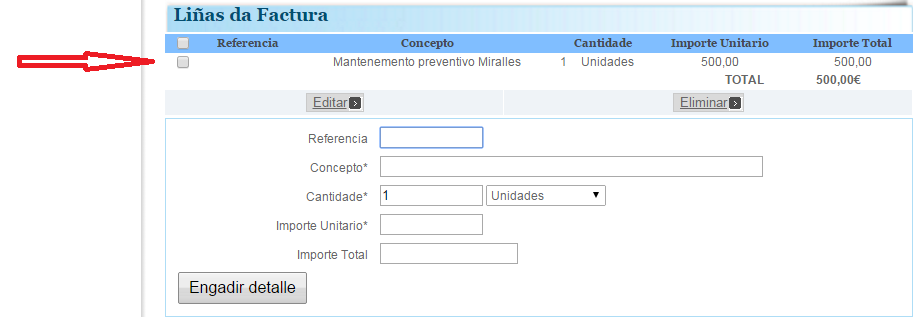 Liñas da Factura
Referencia Concepto Cantidade Importe Unitario Importe Total
Mantenemento preventivo Miralles 1 Unidades 500,00 500,00
TOTAL 500,00€
Editar Eliminar
Referencia
Concepto*
Cantidade* 1 Unidades
Importe Unitario*
Importe Total
Engadir detalle